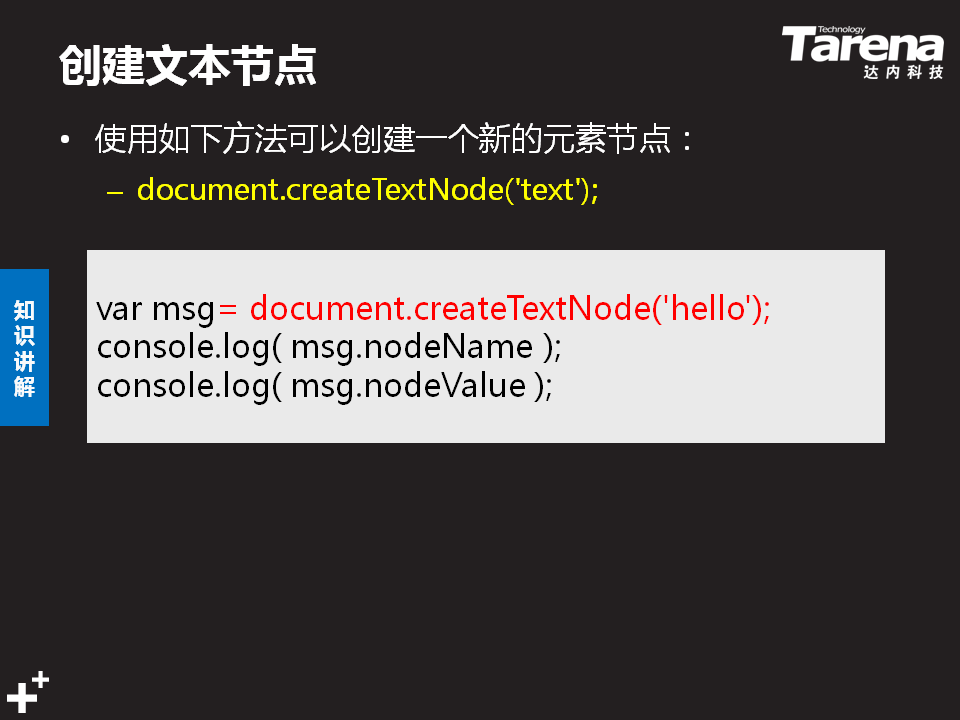 创建文本节点
Technology
Tarena
达内科技
• 使用如下方法可以创建一个新的元素节点：
– document.createTextNode('text');
知识讲解
var msg= document.createTextNode('hello');
console.log( msg.nodeName );
console.log( msg.nodeValue );